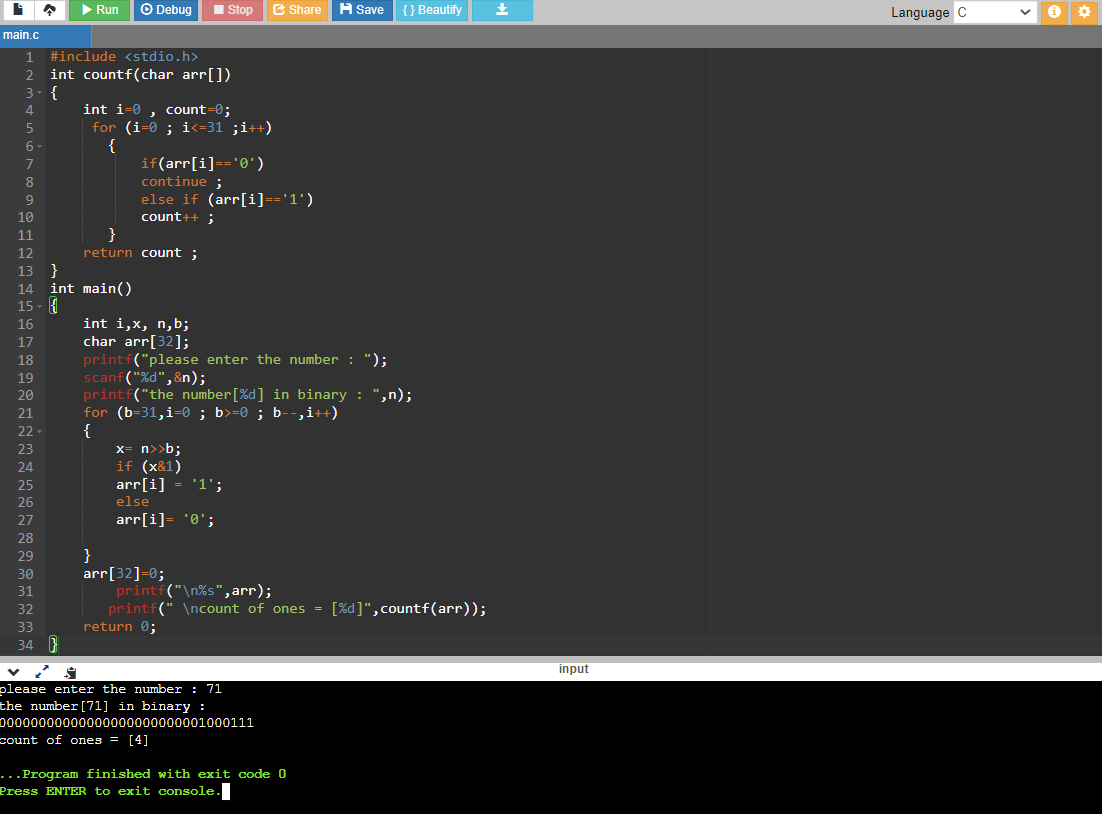 Run Debug Stop Share Save { } Beautify Language C
main.c
1 #include <stdio.h>
2 int countf(char arr[])
3 {
4 int i=0 , count=0;
5 for (i=0 ; i<=31 ;i++)
6 {
7 if(arr[i]=='0')
8 continue ;
9 else if (arr[i]=='1')
10 count++ ;
11 }
12 return count ;
13 }
14 int main()
15 {
16 int i,x, n,b;
17 char arr[32];
18 printf("please enter the number : ");
19 scanf("%d",&n);
20 printf("the number[%d] in binary : ",n);
21 for (b=31,i=0 ; b>=0 ; b--,i++)
22 {
23 x= n>>b;
24 if (x&1)
25 arr[i] = '1';
26 else
27 arr[i]= '0';
28
29 }
30 arr[32]=0;
31 printf("\n%s",arr);
32 printf(" \ncount of ones = [%d]",countf(arr));
33 return 0;
34 }
input
please enter the number : 71
the number[71] in binary :
00000000000000000000000001000111
count of ones = [4]
...Program finished with exit code 0
Press ENTER to exit console.